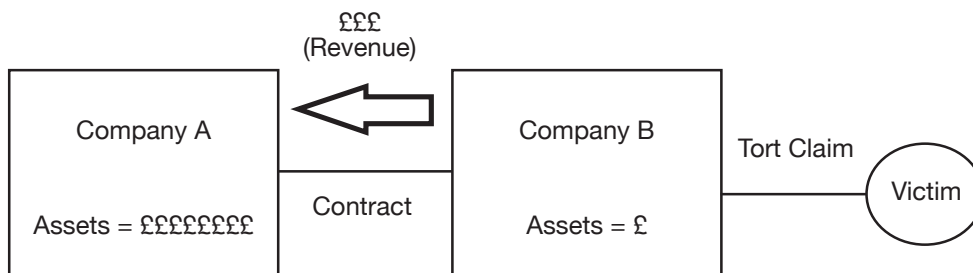 £££
(Revenue)
Company A
Company B
Tort Claim
Victim
Contract
Assets = ££££££££
Assets = £